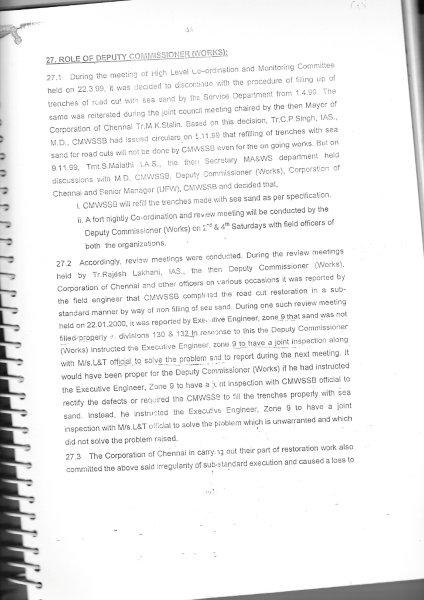 27. ROLE OF DEPUTY COMMISSIONER (WORKS):
27.1 During the meeting of High Level Co-ordination and Monitoring Committee
held on 22.3.99, it was decided to discontinue with the procedure of filling up of
trenches of road cut with sea sand by the Service Department from 1.4.99. The
same was reiterated during the joint council meeting chaired by the then Mayor of
Corporation of Chennai Tr.M.K.Stalin. Based on this decision, Tr.C.P.Singh, IAS.,
M.D., CMWSSB had issued circulars on 5.11.99 that refilling of trenches with sea
sand for road cuts will not be done by CMWSSB even for the on going works. But on
9.11.99, Tmt.S.Malathi I.A.S., the then Secretary MA&WS department held
discussions with M.D. CMWSSB, Deputy Commissioner (Works), Corporation of
Chennai and Senior Manager (UFW), CMWSSB and decided that,
i. CMWSSB will refill the trenches made with sea sand as per specification.
ii. A fort nightly Co-ordination and review meeting will be conducted by the
Deputy Commissioner (Works) on 2nd & 4th Saturdays with field officers of
both the organizations.
27.2 Accordingly, review meetings were conducted. During the review meetings
held by Tr.Rajesh Lakhani, IAS., the then Deputy Commissioner (Works),
Corporation of Chennai and other officers on various occasions it was reported by
the field engineer that CMWSSB completed the road cut restoration in a sub-
standard manner by way of non filling of sea sand. During one such review meeting
held on 22.01.2000, it was reported by Executive Engineer, zone 9 that sand was not
filled properly in divisions 130 & 132. In response to this the Deputy Commissioner
(Works) instructed the Executive Engineer, zone 9 to have a joint inspection along
with M/s.L&T official to solve the problem and to report during the next meeting. It
would have been proper for the Deputy Commissioner (Works) if he had instructed
the Executive Engineer, Zone 9 to have a joint inspection with CMWSSB official to
rectify the defects or required the CMWSSB to fill the trenches properly with sea
sand. Instead, he instructed the Executive Engineer, Zone 9 to have a joint
inspection with M/s.L&T official to solve the problem which is unwarranted and which
did not solve the problem raised.
27.3 The Corporation of Chennai in carrying out their part of restoration work also
committed the above said irregularity of sub-standard execution and caused a loss to